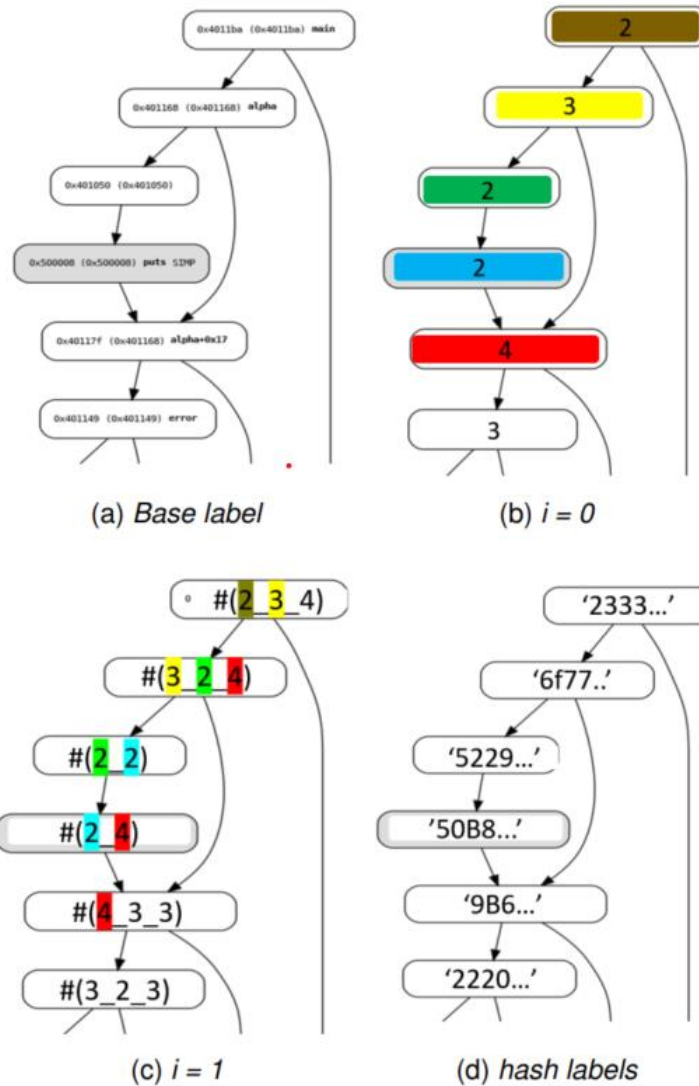 0x4011ba (0x4011ba) main
0x401168 (0x401168) alpha
0x401050 (0x401050)
0x500008 (0x500008) puts SIMP
0x40117f (0x401168) alpha+0x17
0x401149 (0x401149) error
(a) Base label
2
3
2
2
4
3
(b) i = 0
0 #(2_3_4)
#(3_2_4)
#(2_2)
#(2_4)
#(4_3_3)
#(3_2_3)
(c) i = 1
‘2333...’
‘6f77..’
‘5229...’
’50B8...’
‘9B6...’
‘2220...’
(d) hash labels